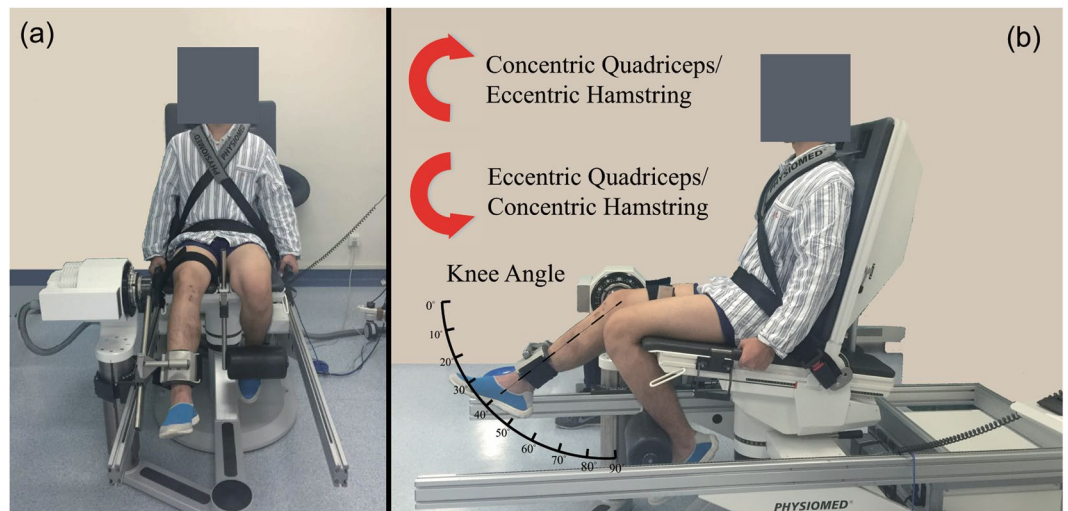 (a)
PHYSIOMED
PHYSIOMED
(b)
Concentric Quadriceps/
Eccentric Hamstring
Eccentric Quadriceps/
Concentric Hamstring
PHYSIOMED
Knee Angle
0°
10°
20°
30°
40°
50°
60°
70°
80°
90°
PHYSIOMED®